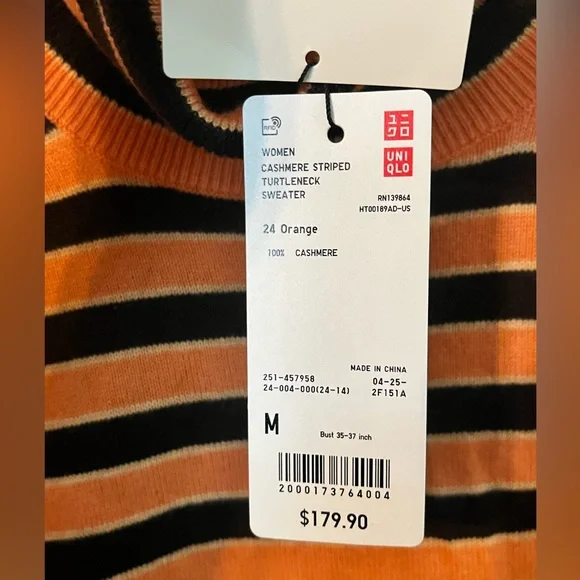 RFID
ユニ
クロ
UNI
QLO
WOMEN
CASHMERE STRIPED
TURTLENECK
SWEATER
RN139864
HT00189AD-US
24 Orange
100% CASHMERE
MADE IN CHINA
251-457958 04-25-
24-004-000(24-14) 2F151A
M Bust 35-37 inch
2000173764004
$179.90